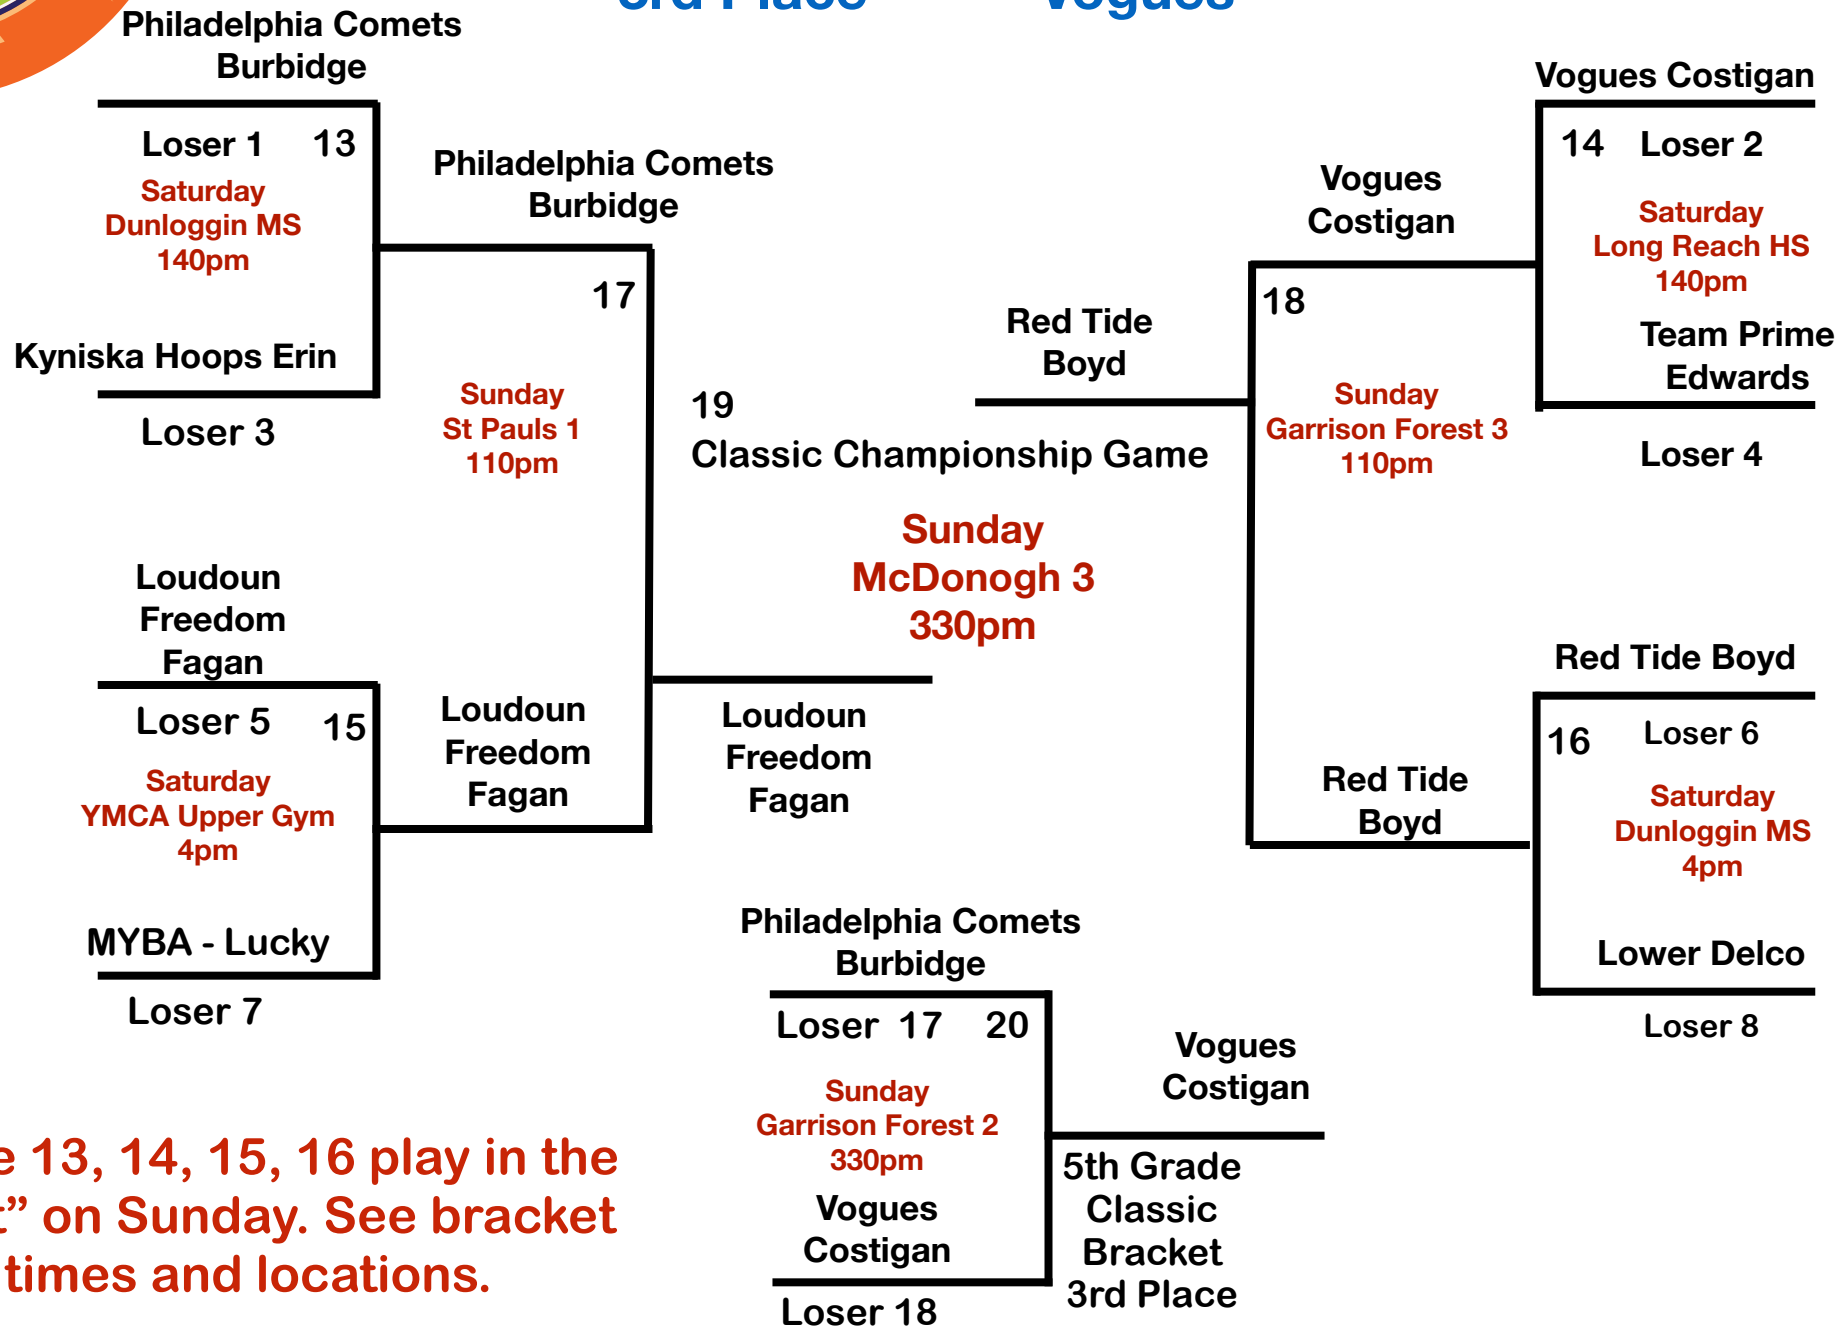 3rd Place Vogues
Philadelphia Comets
Burbidge
Loser 1 13
Saturday
Dunloggin MS
140pm
Kyniska Hoops Erin
Loser 3
Philadelphia Comets
Burbidge
17
Sunday
St Pauls 1
110pm
Loudoun
Freedom
Fagan
Loser 5 15
Saturday
YMCA Upper Gym
4pm
MYBA - Lucky
Loser 7
Loudoun
Freedom
Fagan
19
Classic Championship Game
Sunday
McDonogh 3
330pm
Loudoun
Freedom
Fagan
Red Tide
Boyd
Vogues
Costigan
18
Sunday
Garrison Forest 3
110pm
Red Tide
Boyd
Vogues Costigan
14 Loser 2
Saturday
Long Reach HS
140pm
Team Prime
Edwards
Loser 4
Red Tide Boyd
16 Loser 6
Saturday
Dunloggin MS
4pm
Lower Delco
Loser 8
Philadelphia Comets
Burbidge
Loser 17 20
Sunday
Garrison Forest 2
330pm
Vogues
Costigan
Loser 18
Vogues
Costigan
5th Grade
Classic
Bracket
3rd Place
13, 14, 15, 16 play in the
on Sunday. See bracket
times and locations.